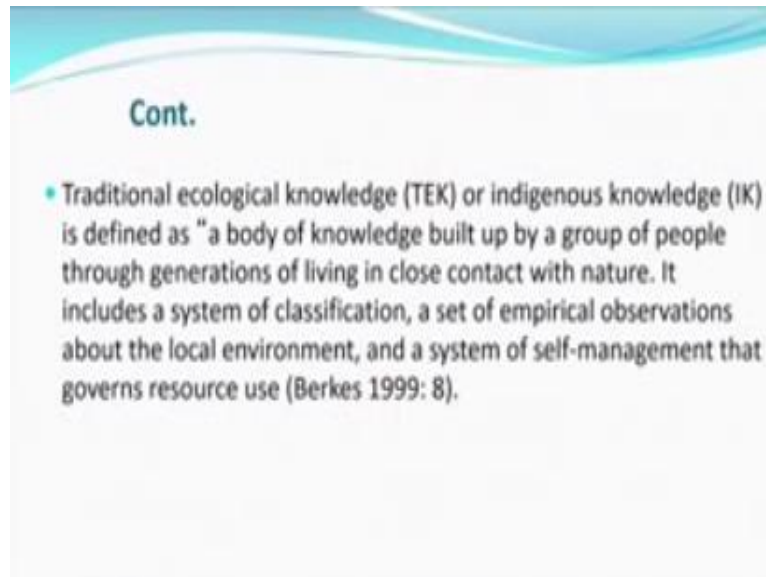 Cont.
• Traditional ecological knowledge (TEK) or indigenous knowledge (IK)
is defined as "a body of knowledge built up by a group of people
through generations of living in close contact with nature. It
includes a system of classification, a set of empirical observations
about the local environment, and a system of self-management that
governs resource use (Berkes 1999: 8).